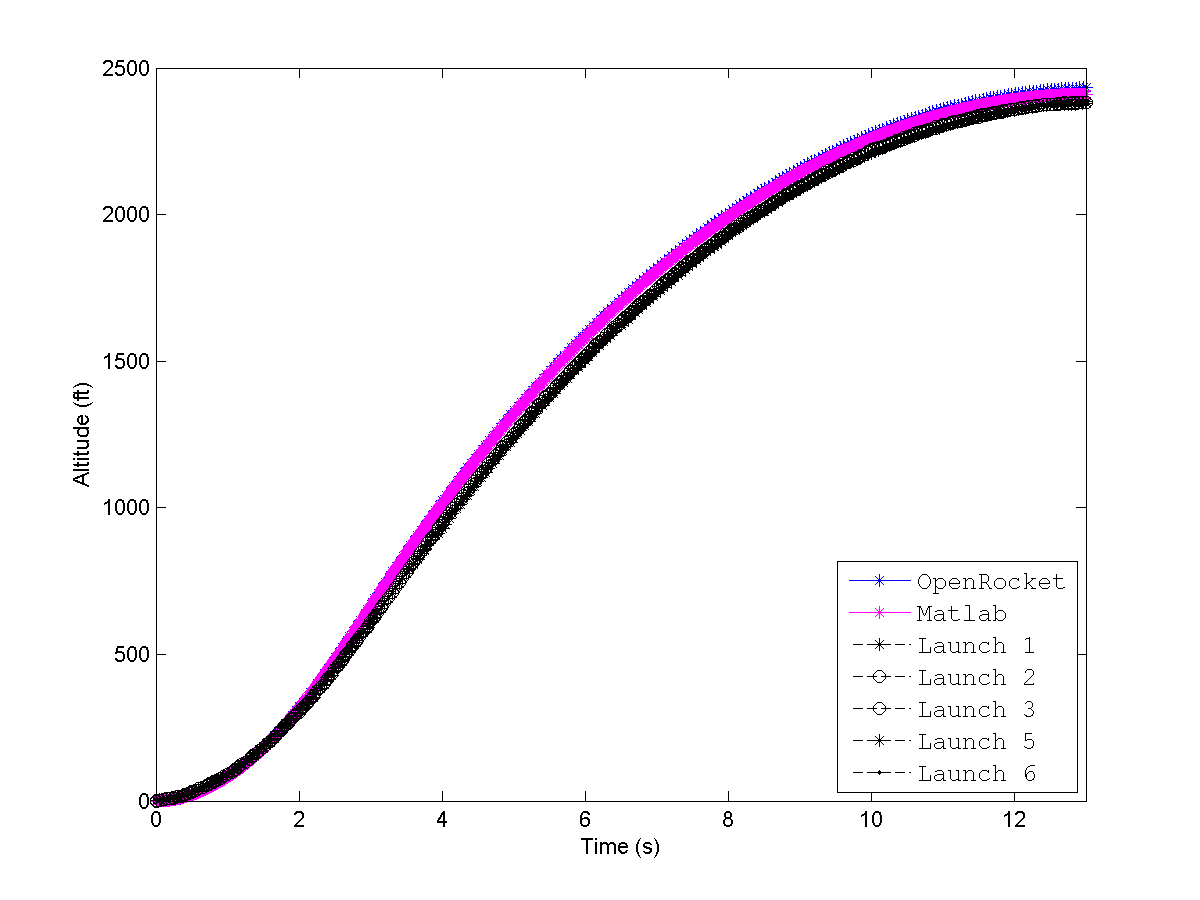 2500
2000
1500
1000
500
0
0 2 4 6 8 10 12
Altitude (ft)
Time (s)
OpenRocket
Matlab
Launch 1
Launch 2
Launch 3
Launch 5
Launch 6